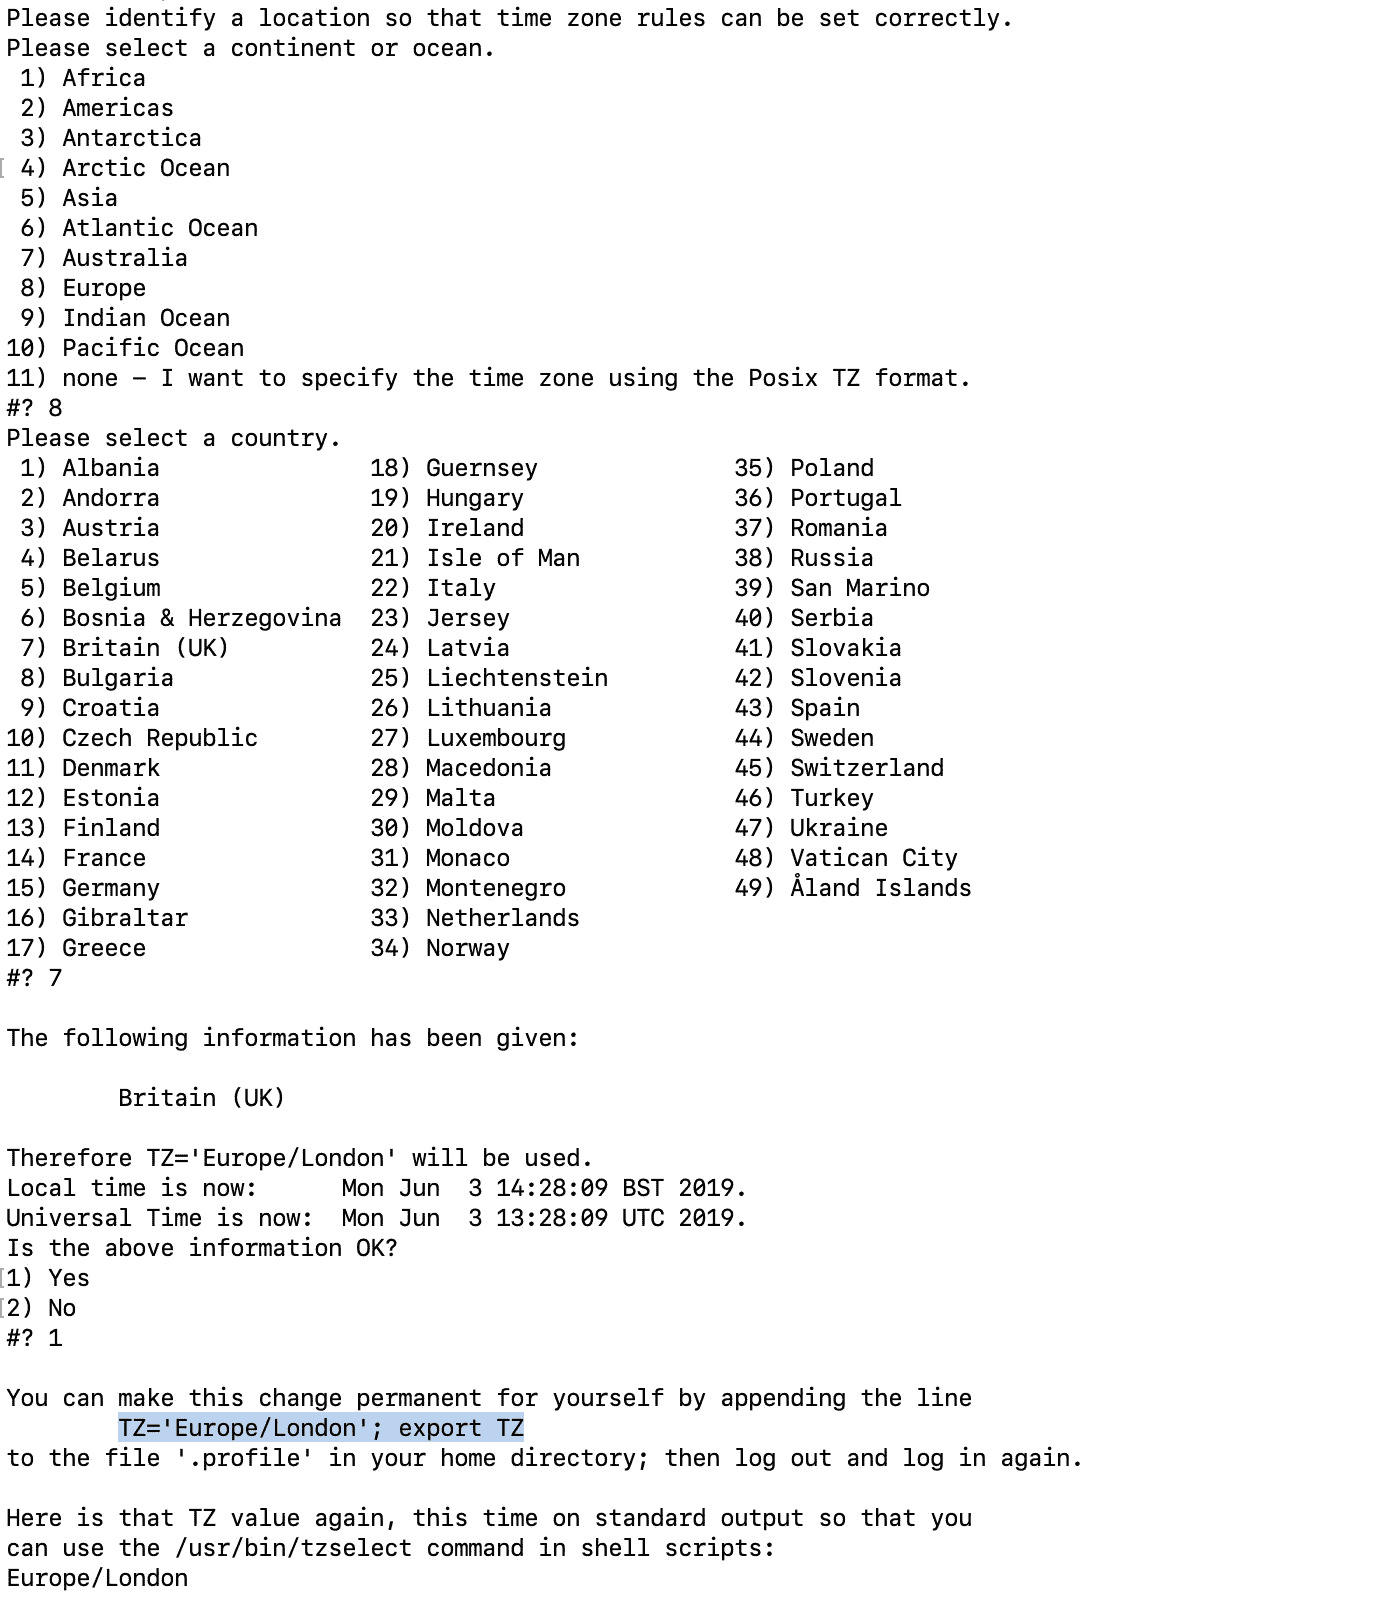 Please identify a location so that time zone rules can be set correctly.
Please select a continent or ocean.
 1) Africa
 2) Americas
 3) Antarctica
 4) Arctic Ocean
 5) Asia
 6) Atlantic Ocean
 7) Australia
 8) Europe
 9) Indian Ocean
10) Pacific Ocean
11) none – I want to specify the time zone using the Posix TZ format.
#? 8
Please select a country.
 1) Albania               18) Guernsey              35) Poland
 2) Andorra               19) Hungary               36) Portugal
 3) Austria               20) Ireland               37) Romania
 4) Belarus               21) Isle of Man           38) Russia
 5) Belgium               22) Italy                 39) San Marino
 6) Bosnia & Herzegovina  23) Jersey                40) Serbia
 7) Britain (UK)          24) Latvia                41) Slovakia
 8) Bulgaria              25) Liechtenstein         42) Slovenia
 9) Croatia               26) Lithuania             43) Spain
10) Czech Republic        27) Luxembourg            44) Sweden
11) Denmark               28) Macedonia             45) Switzerland
12) Estonia               29) Malta                 46) Turkey
13) Finland               30) Moldova               47) Ukraine
14) France                31) Monaco                48) Vatican City
15) Germany               32) Montenegro            49) Åland Islands
16) Gibraltar             33) Netherlands
17) Greece                34) Norway
#? 7

The following information has been given:

        Britain (UK)

Therefore TZ='Europe/London' will be used.
Local time is now:      Mon Jun  3 14:28:09 BST 2019.
Universal Time is now:  Mon Jun  3 13:28:09 UTC 2019.
Is the above information OK?
1) Yes
2) No
#? 1

You can make this change permanent for yourself by appending the line
        TZ='Europe/London'; export TZ
to the file '.profile' in your home directory; then log out and log in again.

Here is that TZ value again, this time on standard output so that you
can use the /usr/bin/tzselect command in shell scripts:
Europe/London